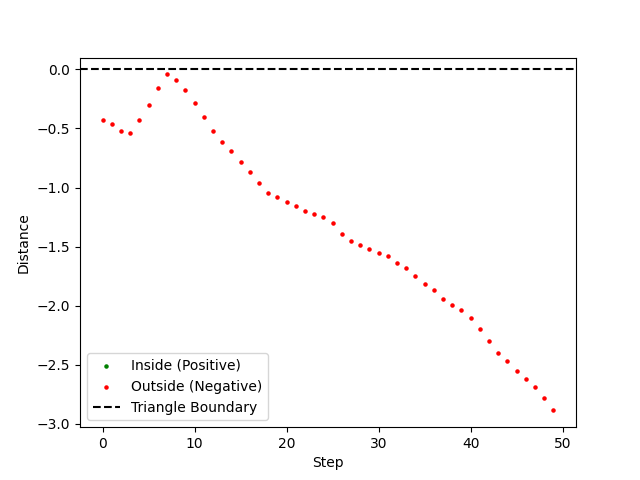 0.0
−0.5
−1.0
−1.5
−2.0
−2.5
−3.0
Distance
Inside (Positive)
Outside (Negative)
Triangle Boundary
0 10 20 30 40 50
Step